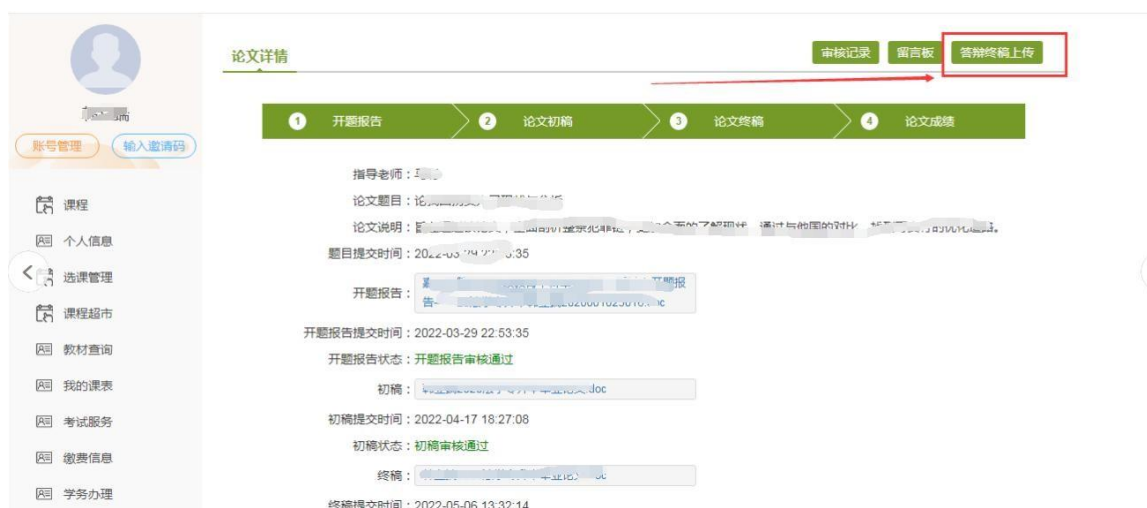 论文详情
审核记录 留言板 答辩终稿上传
1 开题报告 2 论文初稿 3 论文终稿 4 论文成绩
账号管理 输入邀请码
课程
个人信息
选课管理
课程超市
教材查询
我的课表
考试服务
缴费信息
学务办理
指导老师：
论文题目：
论文说明：
题目提交时间：2022-03-29 22:53:35
开题报告：
开题报告提交时间：2022-03-29 22:53:35
开题报告状态：开题报告审核通过
初稿：
初稿提交时间：2022-04-17 18:27:08
初稿状态：初稿审核通过
终稿：
终稿提交时间：2022-05-06 13:32:14